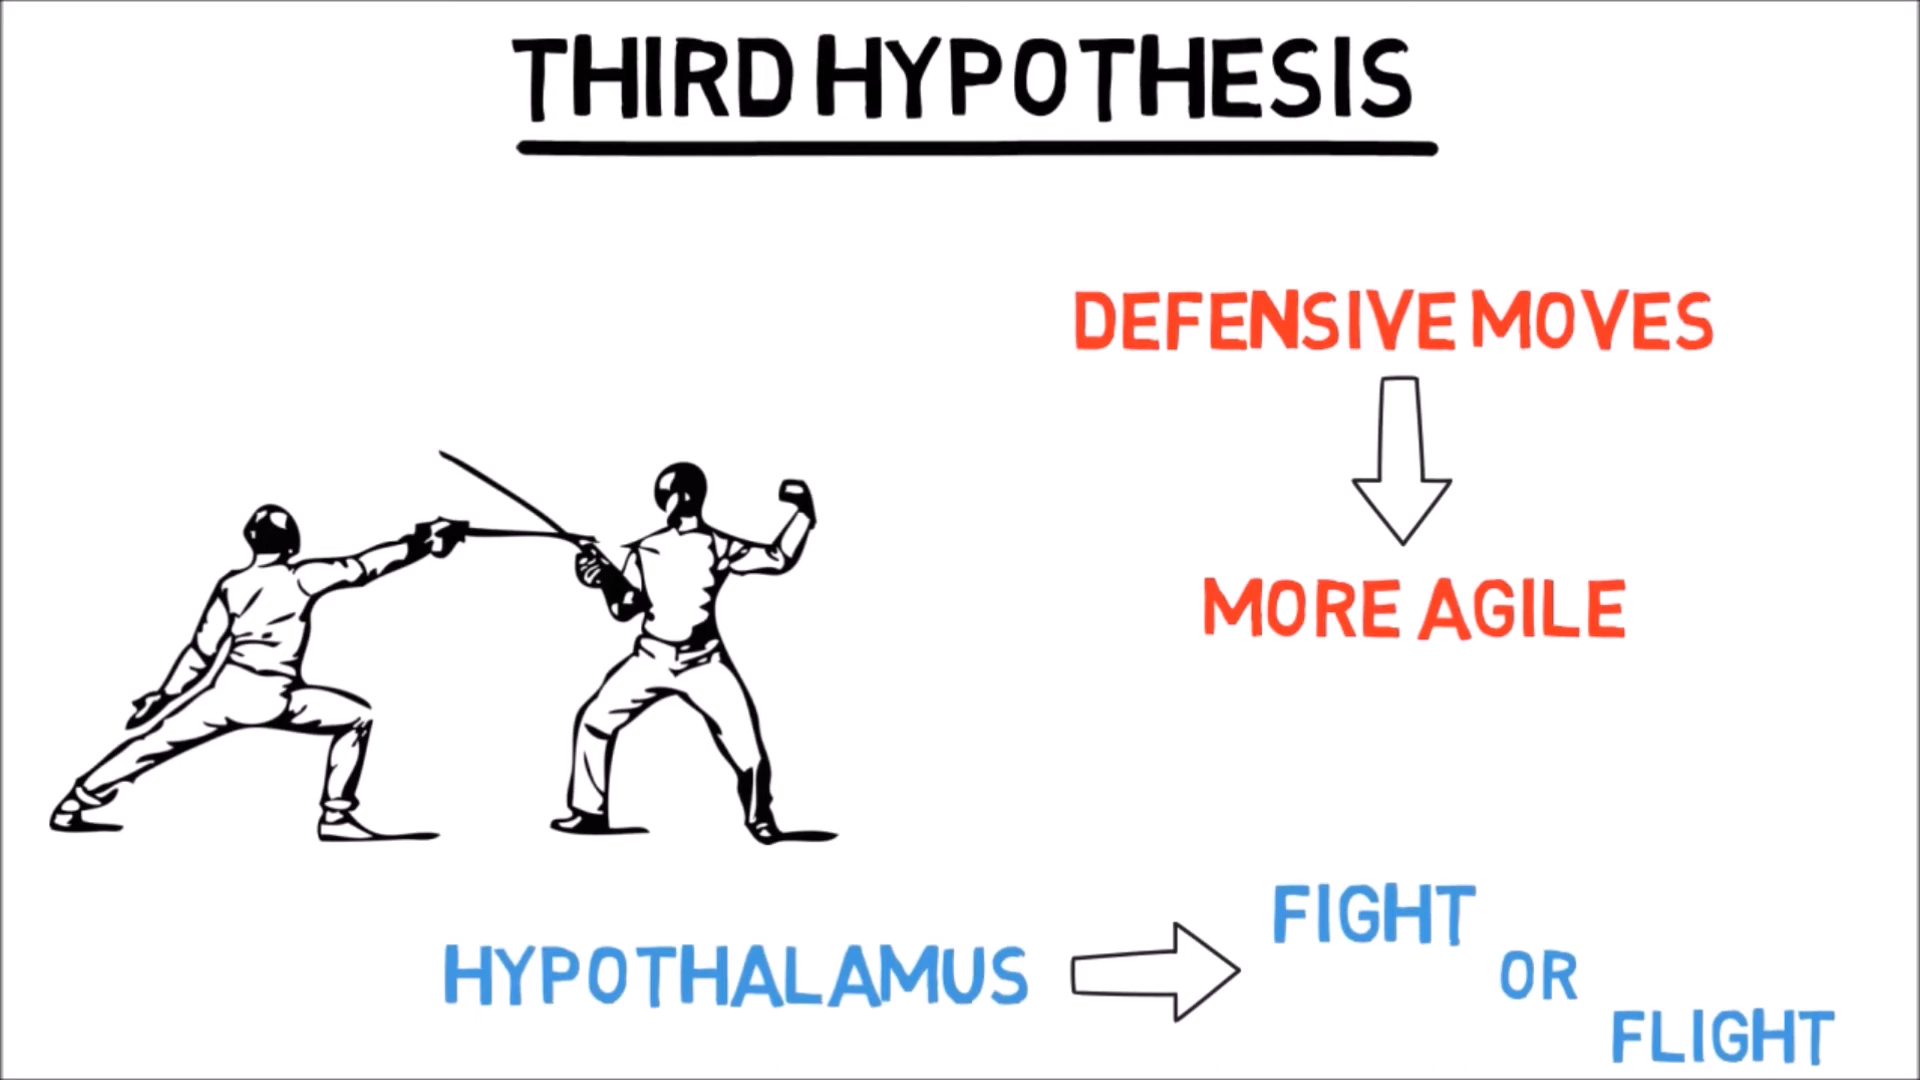 THIRD HYPOTHESIS
DEFENSIVE MOVES
MORE AGILE
HYPOTHALAMUS
FIGHT
OR
FLIGHT